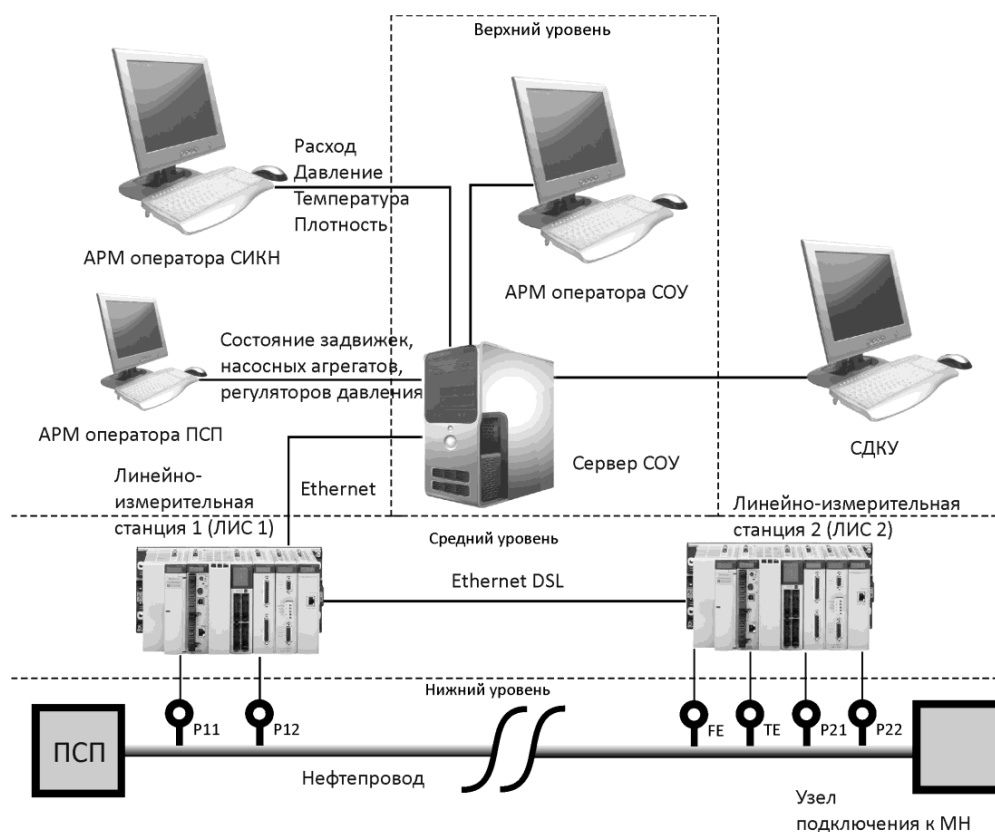 Верхний уровень
Расход
Давление
Температура
Плотность
АРМ оператора СИКН
АРМ оператора СОУ
Состояние задвижек,
насосных агрегатов,
регуляторов давления
АРМ оператора ПСП
СДКУ
Сервер СОУ
Линейно-
измерительная
станция 1 (ЛИС 1)
Ethernet
Линейно-измерительная
станция 2 (ЛИС 2)
Средний уровень
Ethernet DSL
Нижний уровень
P11
P12
FE
TE
P21
P22
ПСП
Нефтепровод
Узел
подключения к МН